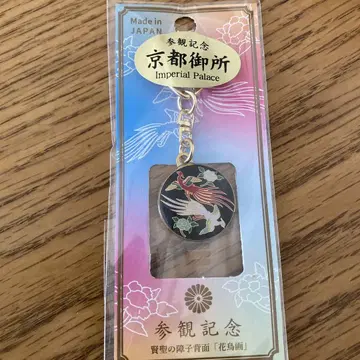 Made in
JAPAN
参観記念
京都御所
Imperial Palace
参観記念
賢聖の障子背面「花鳥画」